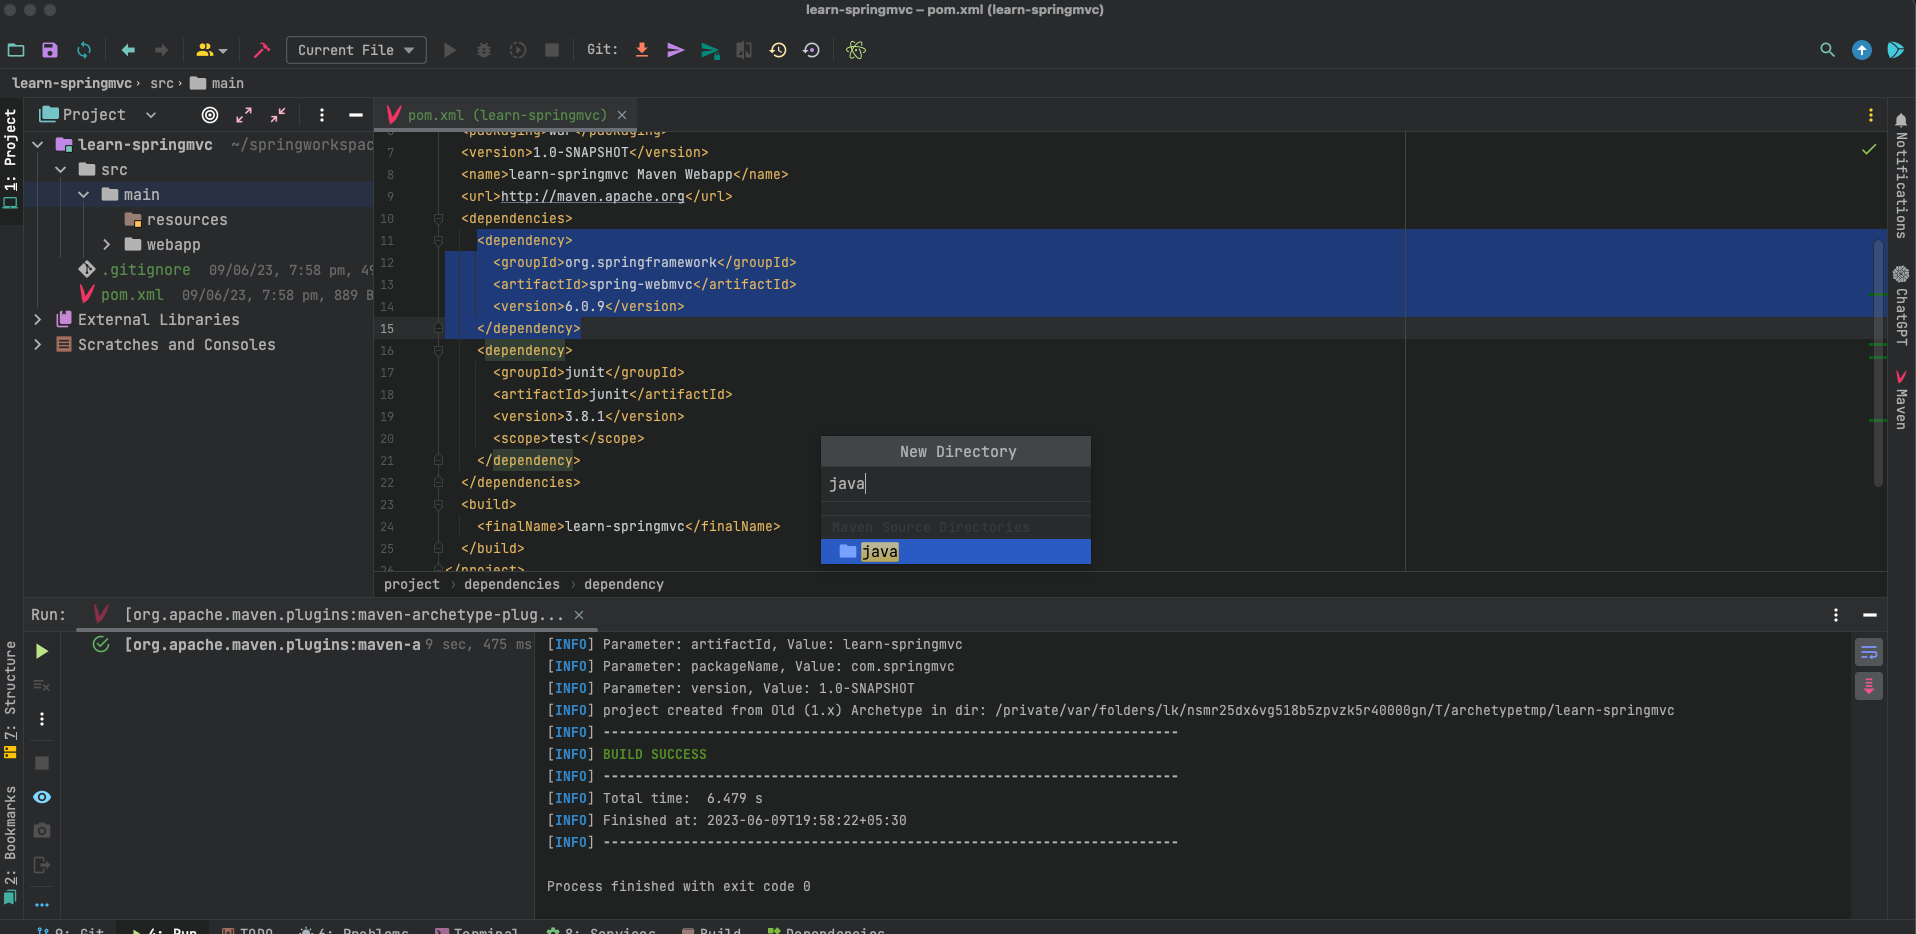 learn-springmvc – pom.xml (learn-springmvc)
Current File
Git:
learn-springmvc › src › main
1: Project
Project
pom.xml (learn-springmvc)
learn-springmvc ~/springworkspac
src
main
resources
webapp
.gitignore 09/06/23, 7:58 pm, 49
pom.xml 09/06/23, 7:58 pm, 889 B
External Libraries
Scratches and Consoles
6 <packaging>war</packaging>
7 <version>1.0-SNAPSHOT</version>
8 <name>learn-springmvc Maven Webapp</name>
9 <url>http://maven.apache.org</url>
10 <dependencies>
11 <dependency>
12 <groupId>org.springframework</groupId>
13 <artifactId>spring-webmvc</artifactId>
14 <version>6.0.9</version>
15 </dependency>
16 <dependency>
17 <groupId>junit</groupId>
18 <artifactId>junit</artifactId>
19 <version>3.8.1</version>
20 <scope>test</scope>
21 </dependency>
22 </dependencies>
23 <build>
24 <finalName>learn-springmvc</finalName>
25 </build>
26 </project>
New Directory
java
Maven Source Directories
java
project › dependencies › dependency
Notifications
ChatGPT
Maven
Run: [org.apache.maven.plugins:maven-archetype-plug...
[org.apache.maven.plugins:maven-a 9 sec, 475 ms
[INFO] Parameter: artifactId, Value: learn-springmvc
[INFO] Parameter: packageName, Value: com.springmvc
[INFO] Parameter: version, Value: 1.0-SNAPSHOT
[INFO] project created from Old (1.x) Archetype in dir: /private/var/folders/lk/nsmr25dx6vg518b5zpvzk5r40000gn/T/archetypetmp/learn-springmvc
[INFO] ------------------------------------------------------------------------
[INFO] BUILD SUCCESS
[INFO] ------------------------------------------------------------------------
[INFO] Total time:  6.479 s
[INFO] Finished at: 2023-06-09T19:58:22+05:30
[INFO] ------------------------------------------------------------------------
Process finished with exit code 0
7: Structure
2: Bookmarks
9: Git
4: Run
TODO
6: Problems
Terminal
8: Services
Build
Dependencies